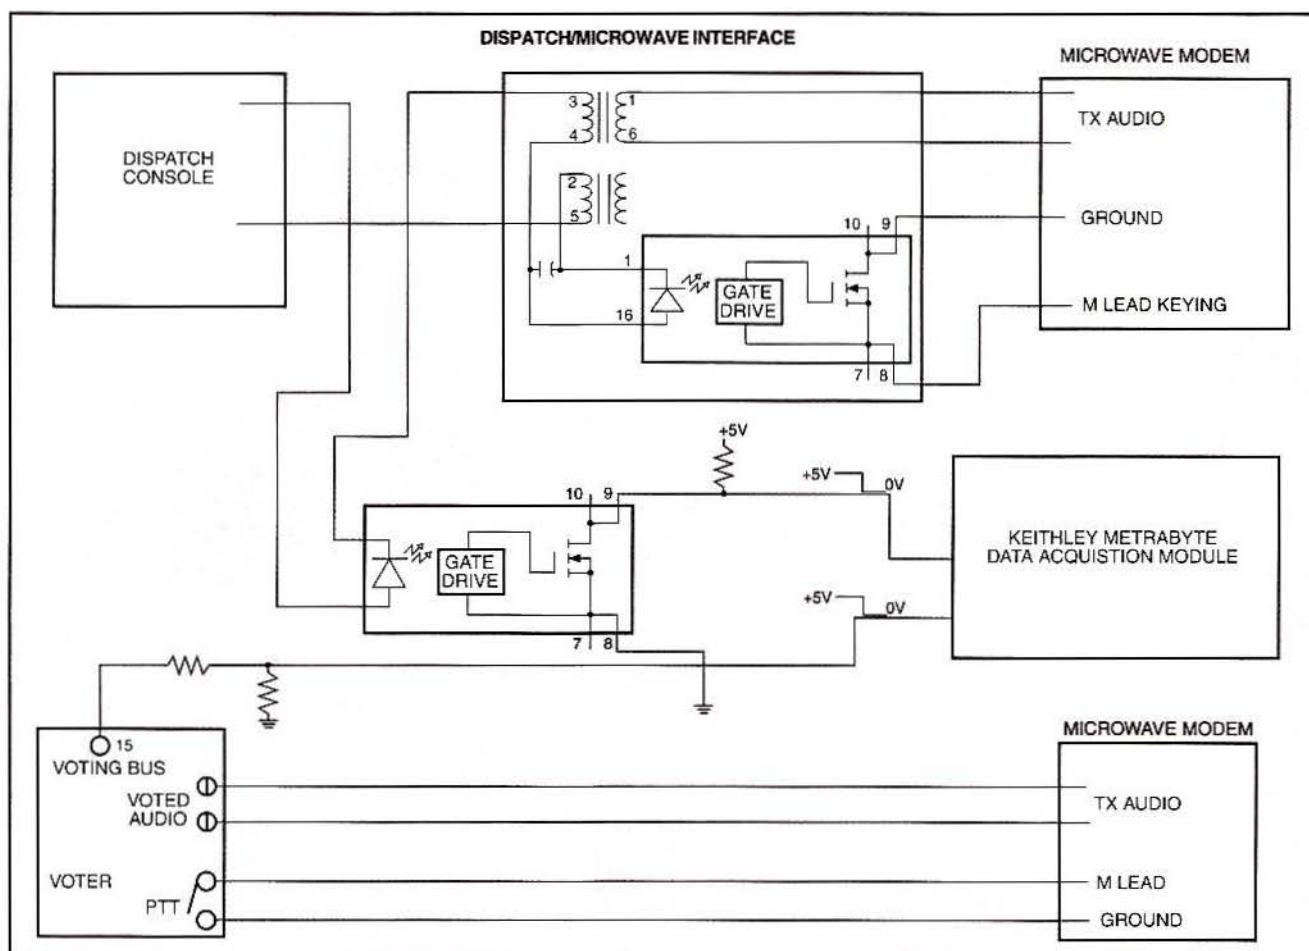 DISPATCH/MICROWAVE INTERFACE
MICROWAVE MODEM
DISPATCH
CONSOLE
3
1
4
6
TX AUDIO
2
5
10
9
GROUND
1
GATE
DRIVE
16
M LEAD KEYING
7
8
+5V
+5V
0V
10
9
GATE
DRIVE
KEITHLEY METRABYTE
DATA ACQUISTION MODULE
+5V
0V
7
8
15
VOTING BUS
MICROWAVE MODEM
VOTED
AUDIO
TX AUDIO
VOTER
PTT
M LEAD
GROUND